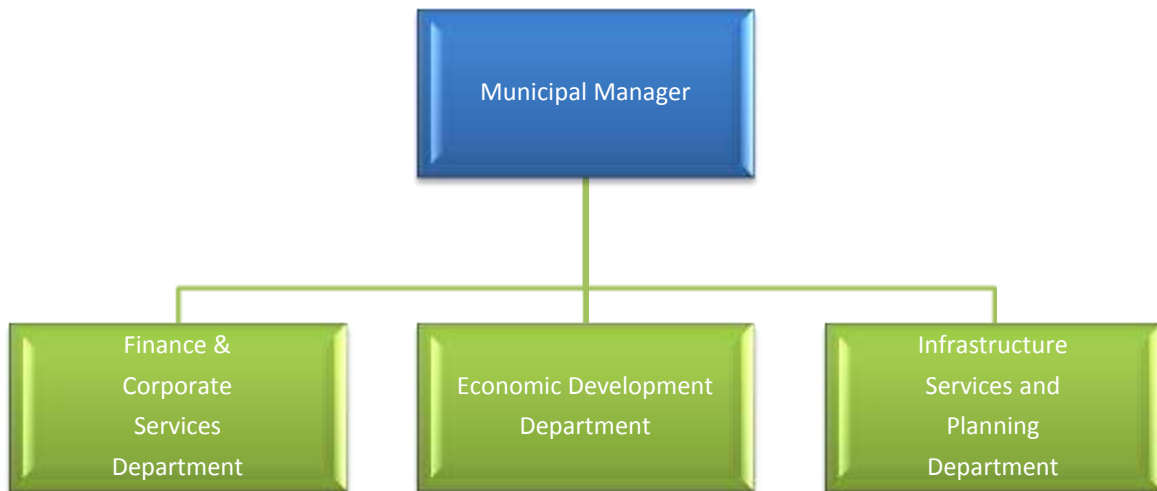 Municipal Manager
Finance &
Corporate
Services
Department
Economic Development
Department
Infrastructure
Services and
Planning
Department